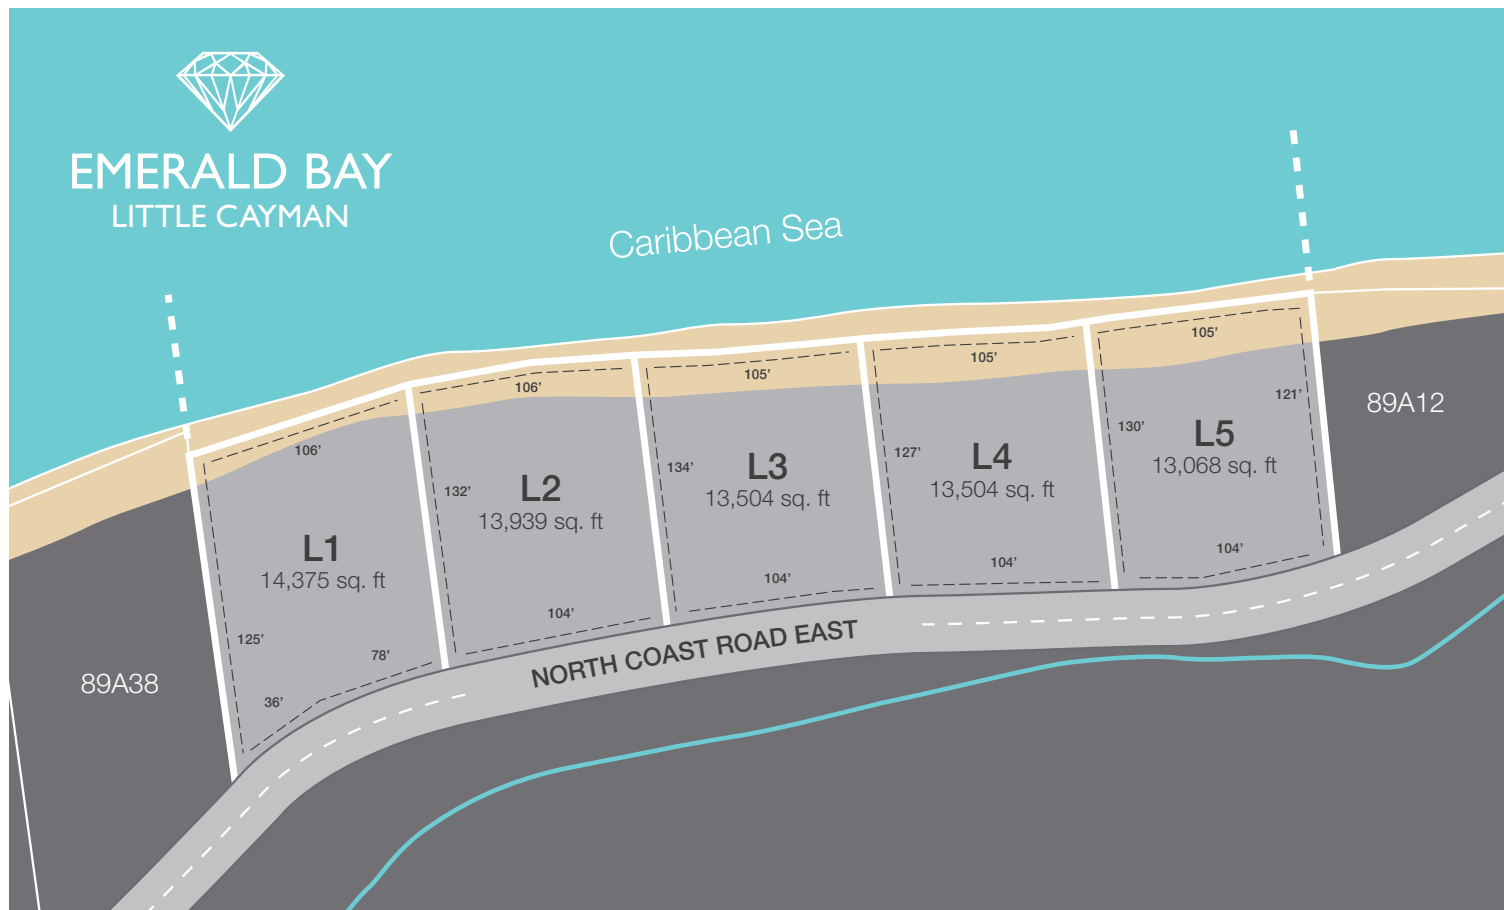 EMERALD BAY
LITTLE CAYMAN
Caribbean Sea
106’
106’
105’
105’
105’
L1
14,375 sq. ft
125’
36’
78’
132’
L2
13,939 sq. ft
104’
134’
L3
13,504 sq. ft
104’
127’
L4
13,504 sq. ft
104’
130’
L5
13,068 sq. ft
121’
104’
89A12
89A38
NORTH COAST ROAD EAST